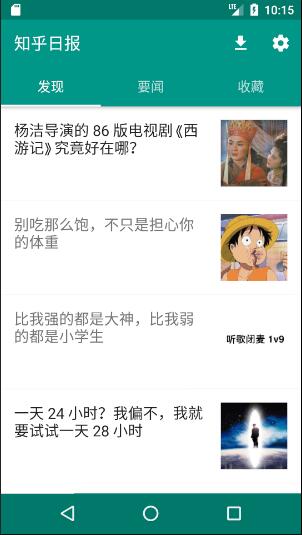 LTE 10:15
知乎日报
发现 要闻 收藏
杨洁导演的 86 版电视剧《西
游记》究竟好在哪？
别吃那么饱，不只是担心你
的体重
比我强的都是大神，比我弱
的都是小学生
听歌闭麦 1v9
一天 24 小时？我偏不，我就
要试试一天 28 小时